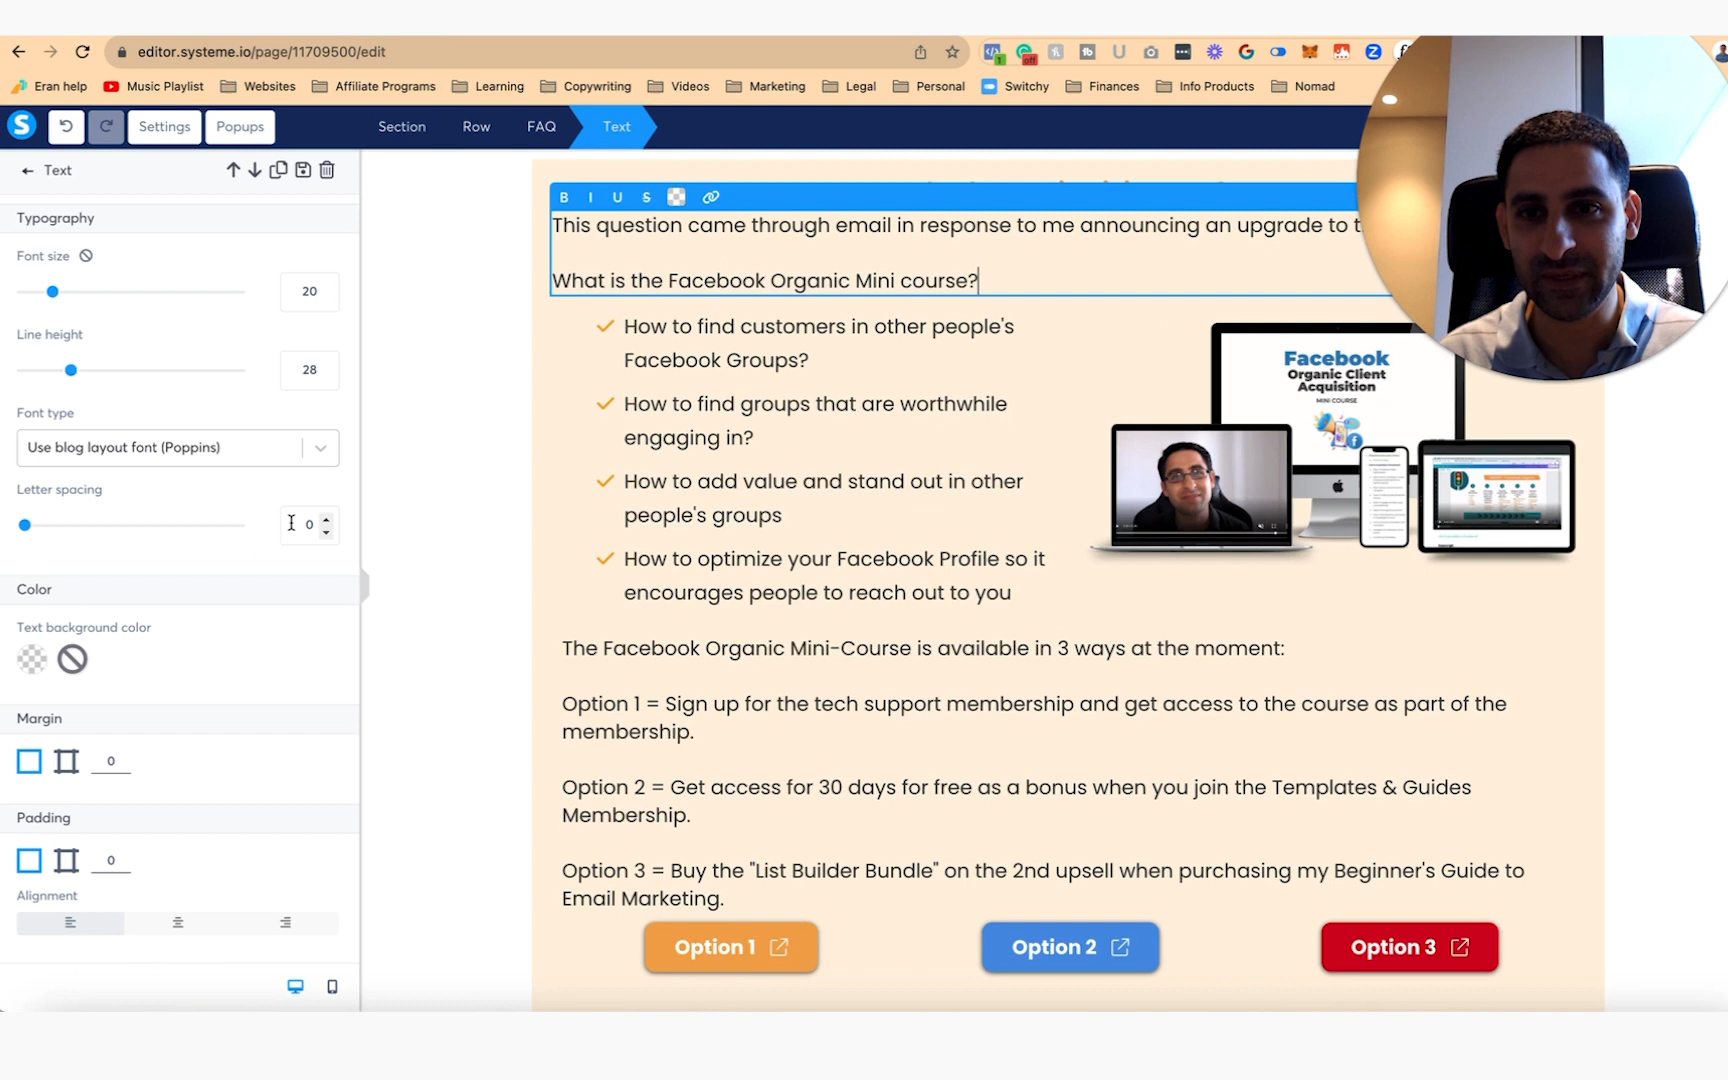 editor.systeme.io/page/11709500/edit
1
off
Eran help
Music Playlist
Websites
Affiliate Programs
Learning
Copywriting
Videos
Marketing
Legal
Personal
Switchy
Finances
Info Products
Nomad
S
Settings
Popups
Section
Row
FAQ
Text
Text
Typography
Font size
20
Line height
28
Font type
Use blog layout font (Poppins)
Letter spacing
0
Color
Text background color
Margin
0
Padding
0
Alignment
B I U S
This question came through email in response to me announcing an upgrade to
What is the Facebook Organic Mini course?
How to find customers in other people's
Facebook Groups?
How to find groups that are worthwhile
engaging in?
How to add value and stand out in other
people's groups
How to optimize your Facebook Profile so it
encourages people to reach out to you
Facebook
Organic Client
Acquisition
MINI COURSE
The Facebook Organic Mini-Course is available in 3 ways at the moment:
Option 1 = Sign up for the tech support membership and get access to the course as part of the
membership.
Option 2 = Get access for 30 days for free as a bonus when you join the Templates & Guides
Membership.
Option 3 = Buy the "List Builder Bundle" on the 2nd upsell when purchasing my Beginner's Guide to
Email Marketing.
Option 1
Option 2
Option 3